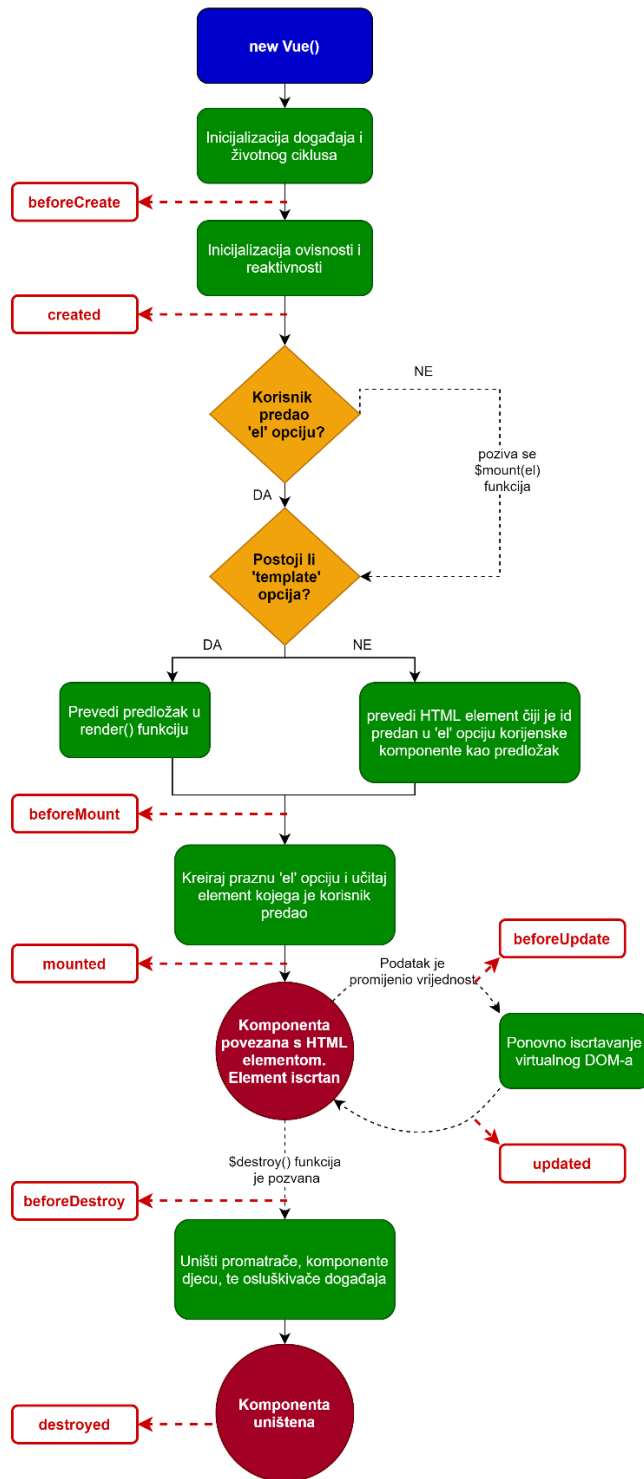 new Vue()
Inicijalizacija događaja i
životnog ciklusa
beforeCreate
Inicijalizacija ovisnosti i
reaktivnosti
created
Korisnik
predao
'el' opciju?
NE
poziva se
$mount(el)
funkcija
DA
Postoji li
'template'
opcija?
DA
NE
Prevedi predložak u
render() funkciju
prevedi HTML element čiji je id
predan u 'el' opciju korijenske
komponente kao predložak
beforeMount
Kreiraj praznu 'el' opciju i učitaj
element kojega je korisnik
predao
mounted
beforeUpdate
Podatak je
promijenio vrijednost
Komponenta
povezana s HTML
elementom.
Element iscrtan
Ponovno iscrtavanje
virtualnog DOM-a
updated
$destroy() funkcija
je pozvana
beforeDestroy
Uništi promatrače, komponente
djecu, te osluškivače događaja
Komponenta
uništena
destroyed